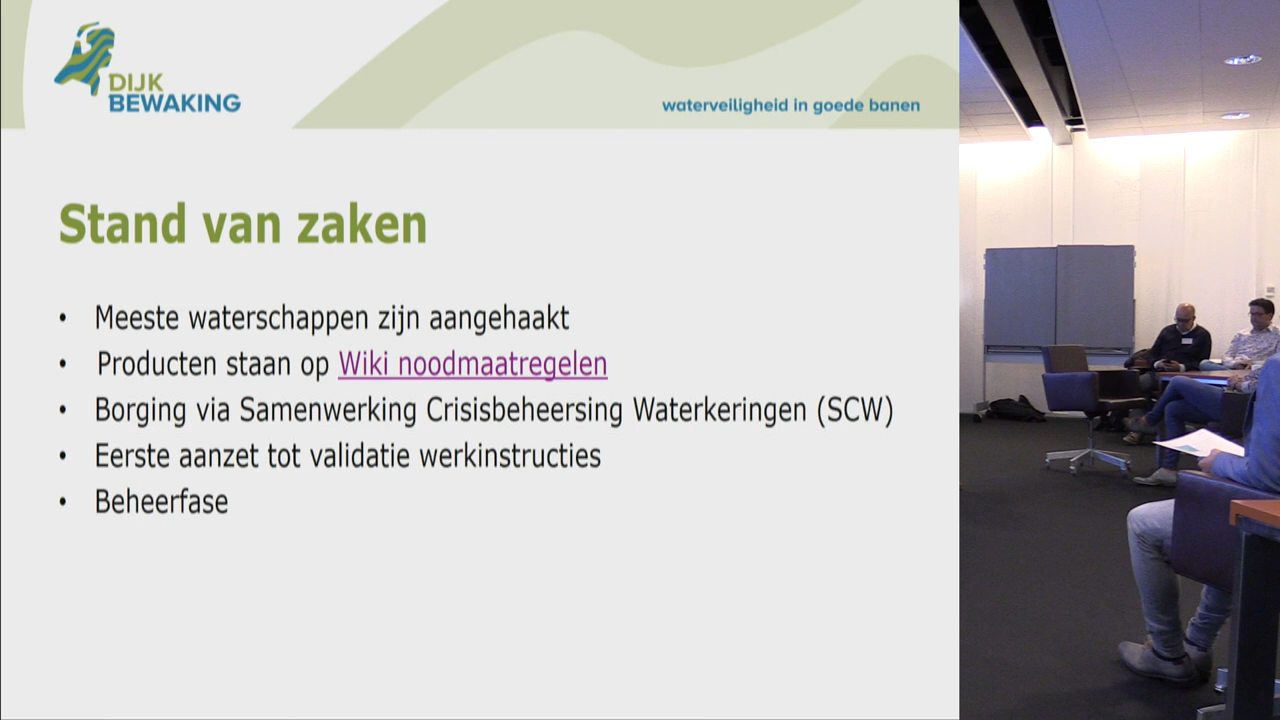 DIJK
BEWAKING
waterveiligheid in goede banen
Stand van zaken
• Meeste waterschappen zijn aangehaakt
• Producten staan op Wiki noodmaatregelen
• Borging via Samenwerking Crisisbeheersing Waterkeringen (SCW)
• Eerste aanzet tot validatie werkinstructies
• Beheerfase